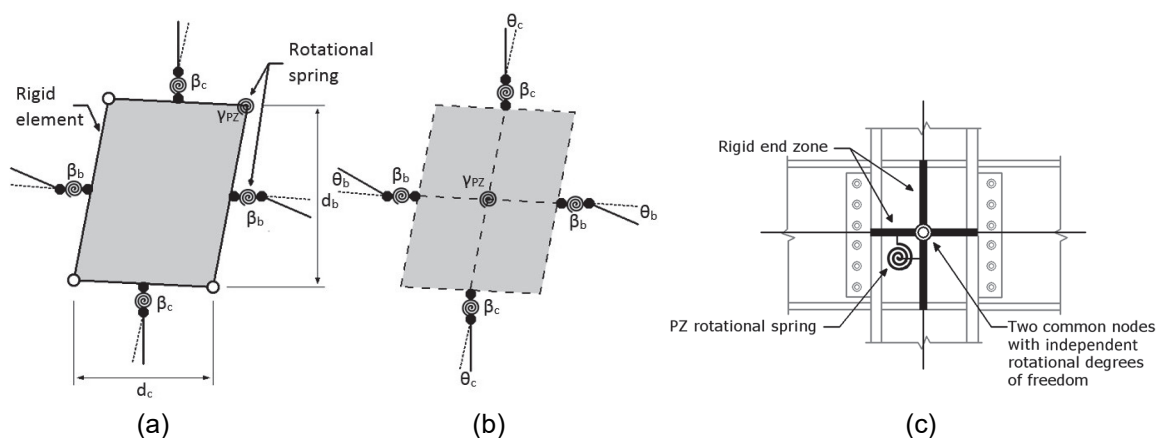 θc
βc
Rotational
spring
Rigid
element
γPZ
βb
βb
db
βc
dc
(a)
θc
βc
βb
θb
γPZ
βb
θb
βc
θc
(b)
Rigid end zone
PZ rotational spring
Two common nodes
with independent
rotational degrees
of freedom
(c)